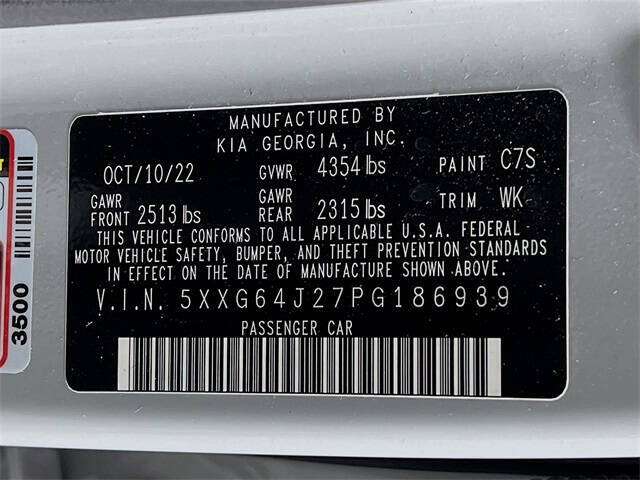 MANUFACTURED BY
KIA GEORGIA, INC.
OCT/10/22 GVWR 4354 lbs PAINT C7S
GAWR FRONT 2513 lbs GAWR REAR 2315 lbs TRIM WK
THIS VEHICLE CONFORMS TO ALL APPLICABLE U.S.A. FEDERAL
MOTOR VEHICLE SAFETY, BUMPER, AND THEFT PREVENTION STANDARDS
IN EFFECT ON THE DATE OF MANUFACTURE SHOWN ABOVE.
V.I.N. 5XXG64J27PG186939
PASSENGER CAR
3500